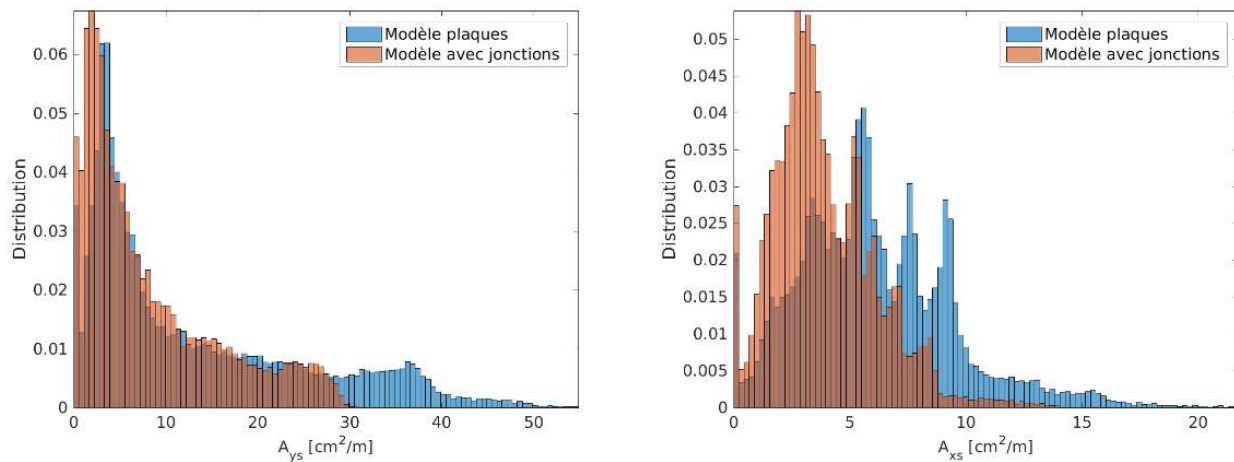 Modèle plaques
Modèle avec jonctions
0.06
0.05
0.04
0.03
0.02
0.01
0
Distribution
0 10 20 30 40 50
A_ys [cm²/m]
Modèle plaques
Modèle avec jonctions
0.05
0.045
0.04
0.035
0.03
0.025
0.02
0.015
0.01
0.005
0
Distribution
0 5 10 15 20
A_xs [cm²/m]